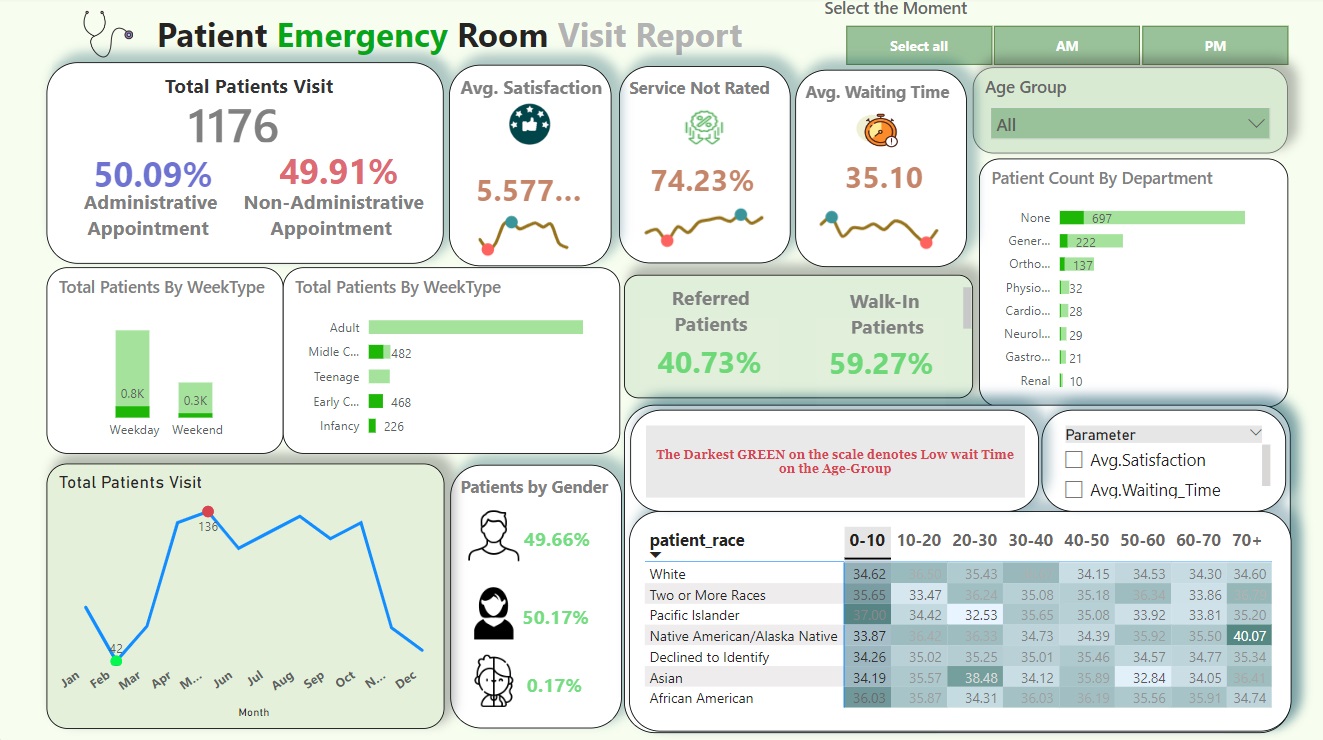 Select the Moment
Patient Emergency Room Visit Report
Select all
AM
PM
Total Patients Visit
1176
50.09%
Administrative
Appointment
49.91%
Non-Administrative
Appointment
Avg. Satisfaction
5.577...
Service Not Rated
74.23%
Avg. Waiting Time
35.10
Age Group
All
Patient Count By Department
None 697
Gener... 222
Ortho... 137
Physio... 32
Cardio... 28
Neurol... 29
Gastro... 21
Renal 10
Total Patients By WeekType
0.8K
0.3K
Weekday Weekend
Total Patients By WeekType
Adult
Midle C... 482
Teenage
Early C... 468
Infancy 226
Referred
Patients
40.73%
Walk-In
Patients
59.27%
The Darkest GREEN on the scale denotes Low wait Time
on the Age-Group
Parameter
Avg.Satisfaction
Avg.Waiting_Time
Total Patients Visit
136
42
Jan Feb Mar Apr M... Jun Jul Aug Sep Oct N... Dec
Month
Patients by Gender
49.66%
50.17%
0.17%
patient_race 0-10 10-20 20-30 30-40 40-50 50-60 60-70 70+
White 34.62 35.43 34.15 34.53 34.30 34.60
Two or More Races 35.65 33.47 36.24 35.08 35.18 36.34 33.86
Pacific Islander 37.00 34.42 32.53 35.65 35.08 33.92 33.81 35.20
Native American/Alaska Native 33.87 36.42 36.33 34.73 34.39 35.92 35.50 40.07
Declined to Identify 34.26 35.02 35.25 35.01 35.46 34.57 34.77 35.34
Asian 34.19 35.57 38.48 34.12 35.89 32.84 34.05 36.41
African American 36.03 35.87 34.31 36.03 36.19 35.56 35.91 34.74